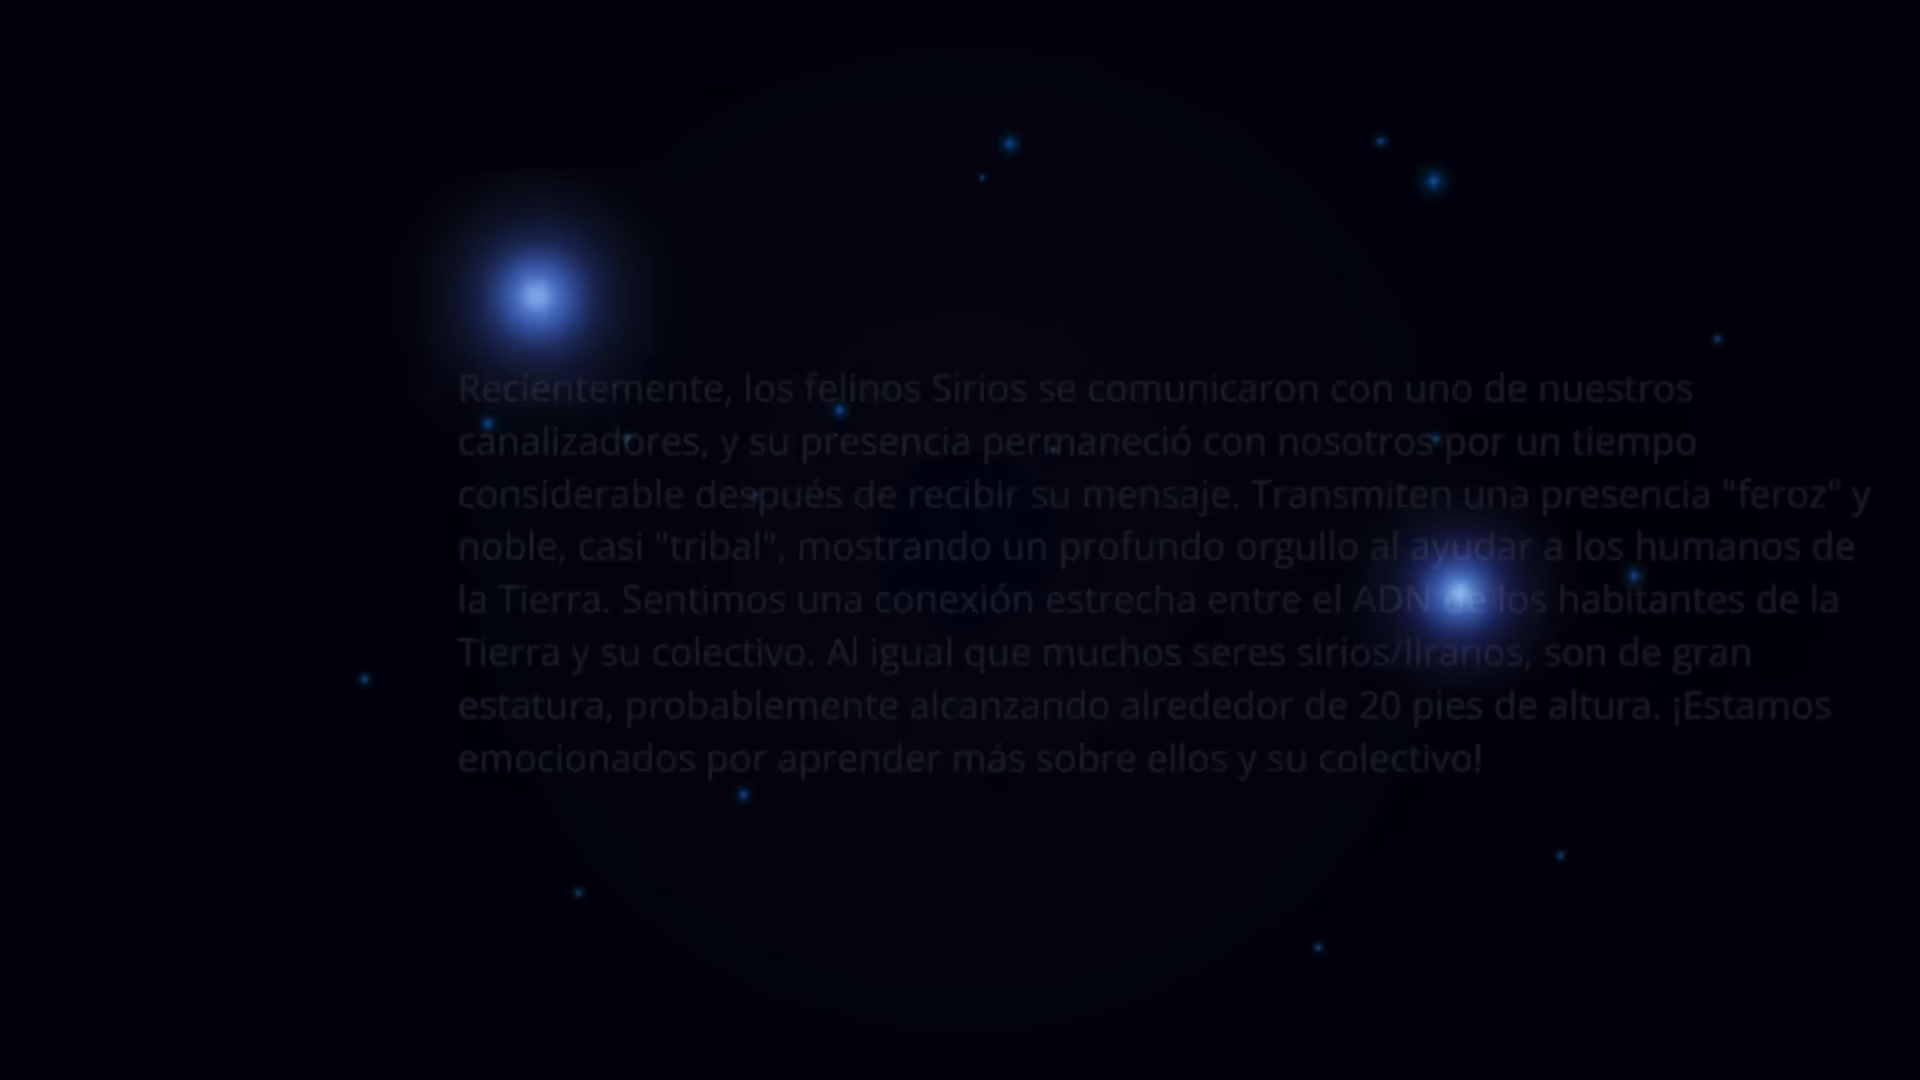 Recientemente, los felinos Sirios se comunicaron con uno de nuestros
canalizadores, y su presencia permaneció con nosotros por un tiempo
considerable después de recibir su mensaje. Transmiten una presencia "feroz" y
noble, casi "tribal", mostrando un profundo orgullo al ayudar a los humanos de
la Tierra. Sentimos una conexión estrecha entre el ADN de los habitantes de la
Tierra y su colectivo. Al igual que muchos seres sirios/liranos, son de gran
estatura, probablemente alcanzando alrededor de 20 pies de altura. ¡Estamos
emocionados por aprender más sobre ellos y su colectivo!